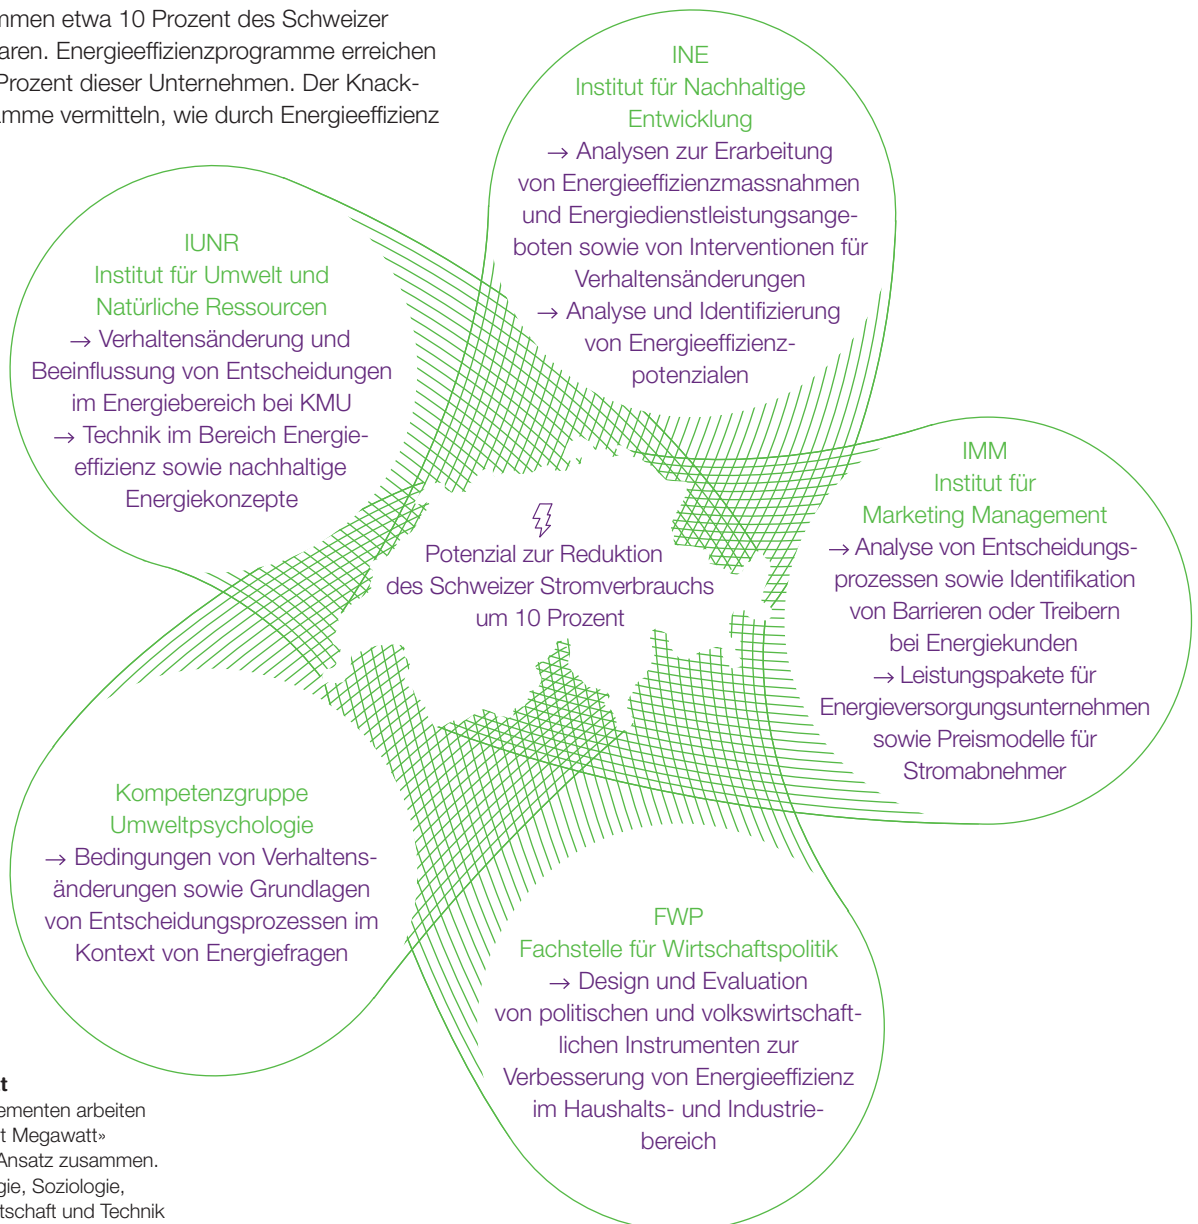 mmen etwa 10 Prozent des Schweizer
aren. Energieeffizienzprogramme erreichen
Prozent dieser Unternehmen. Der Knack-
amme vermitteln, wie durch Energieeffizienz
INE
Institut für Nachhaltige
Entwicklung
→ Analysen zur Erarbeitung
von Energieeffizienzmassnahmen
und Energiedienstleistungsange-
boten sowie von Interventionen für
Verhaltensänderungen
→ Analyse und Identifizierung
von Energieeffizienz-
potenzialen
IUNR
Institut für Umwelt und
Natürliche Ressourcen
→ Verhaltensänderung und
Beeinflussung von Entscheidungen
im Energiebereich bei KMU
→ Technik im Bereich Energie-
effizienz sowie nachhaltige
Energiekonzepte
IMM
Institut für
Marketing Management
→ Analyse von Entscheidungs-
prozessen sowie Identifikation
von Barrieren oder Treibern
bei Energiekunden
→ Leistungspakete für
Energieversorgungsunternehmen
sowie Preismodelle für
Stromabnehmer
Potenzial zur Reduktion
des Schweizer Stromverbrauchs
um 10 Prozent
Kompetenzgruppe
Umweltpsychologie
→ Bedingungen von Verhaltens-
änderungen sowie Grundlagen
von Entscheidungsprozessen im
Kontext von Energiefragen
FWP
Fachstelle für Wirtschaftspolitik
→ Design und Evaluation
von politischen und volkswirtschaft-
lichen Instrumenten zur
Verbesserung von Energieeffizienz
im Haushalts- und Industrie-
bereich
tt
ementen arbeiten
t Megawatt»
Ansatz zusammen.
gie, Soziologie,
tschaft und Technik